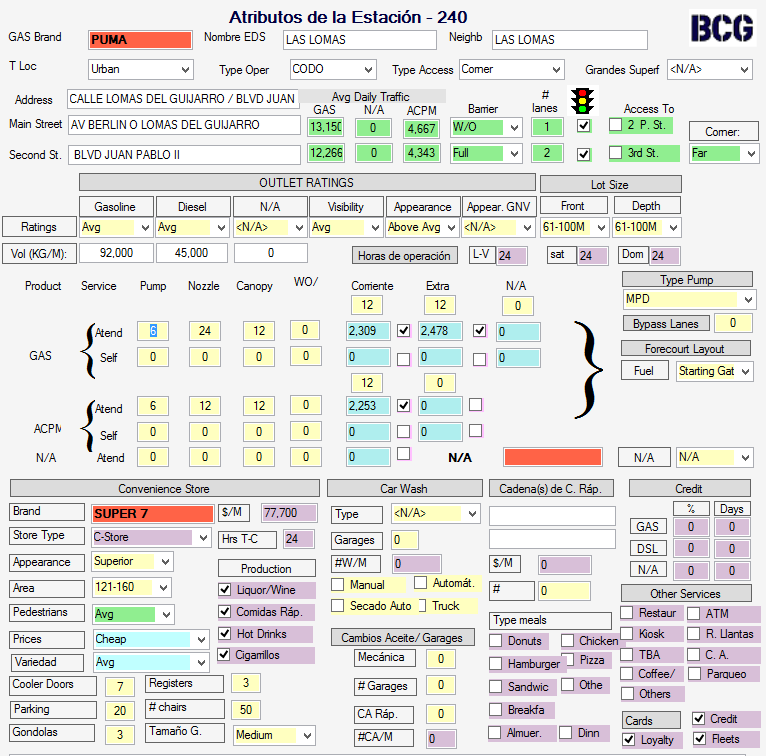 Atributos de la Estación - 240
BCG
GAS Brand PUMA Nombre EDS LAS LOMAS Neighb LAS LOMAS
T Loc Urban Type Oper CODO Type Access Corner Grandes Superf <N/A>
Address CALLE LOMAS DEL GUIJARRO / BLVD JUAN Avg Daily Traffic
GAS N/A ACPM Barrier # lanes Access To
Main Street AV BERLIN O LOMAS DEL GUIJARRO 13,150 0 4,667 W/O 1 2 P. St. Corner:
Second St. BLVD JUAN PABLO II 12,266 0 4,343 Full 2 3rd St. Far
OUTLET RATINGS Lot Size
Gasoline Diesel N/A Visibility Appearance Appear. GNV Front Depth
Ratings Avg Avg <N/A> Avg Above Avg <N/A> 61-100M 61-100M
Vol (KG/M): 92,000 45,000 0 Horas de operación L-V 24 sat 24 Dom 24
Product Service Pump Nozzle Canopy WO/ Corriente Extra N/A Type Pump
12 12 0 MPD
GAS Atend 6 24 12 0 2,309 2,478 0 Bypass Lanes 0
Self 0 0 0 0 0 0 0 Forecourt Layout
12 0 Fuel Starting Gat
ACPM Atend 6 12 12 0 2,253 0
Self 0 0 0 0 0 0
N/A Atend 0 0 0 0 0 N/A N/A N/A
Convenience Store Car Wash Cadena(s) de C. Ráp. Credit
Brand SUPER 7 $/M 77,700 Type <N/A> % Days
Store Type C-Store Hrs T-C 24 Garages 0 GAS 0 0
Appearance Superior Production #W/M 0 $/M 0 DSL 0 0
Area 121-160 Liquor/Wine Manual Automát. # 0 N/A 0 0
Pedestrians Avg Comidas Ráp. Secado Auto Truck Type meals Other Services
Prices Cheap Hot Drinks Cambios Aceite/ Garages Donuts Chicken Restaur ATM
Variedad Avg Cigarrillos Mecánica 0 Hamburger Pizza Kiosk R. Llantas
Cooler Doors 7 Registers 3 # Garages 0 Sandwic Othe TBA C. A.
Parking 20 # chairs 50 CA Ráp. 0 Breakfa Coffee/ Parqueo
Gondolas 3 Tamaño G. Medium #CA/M 0 Almuer. Dinn Others
Cards Credit
Loyalty Fleets